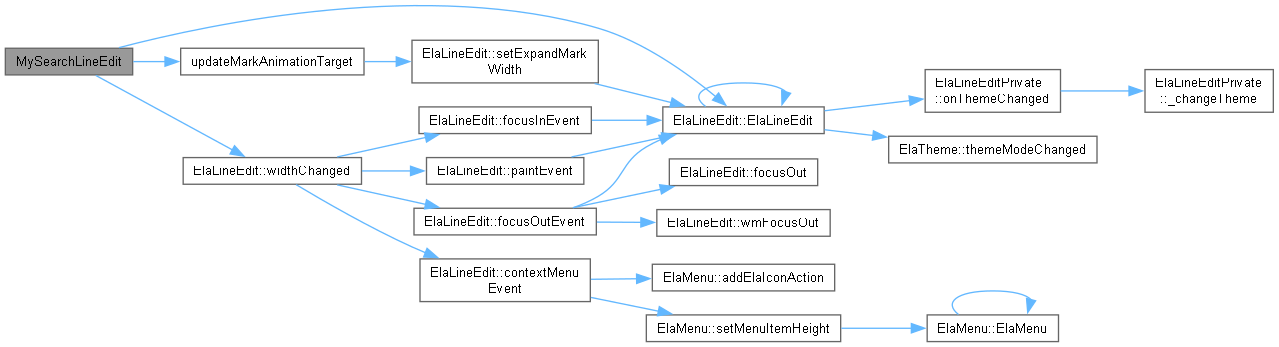 MySearchLineEdit
updateMarkAnimationTarget
ElaLineEdit::setExpandMark
Width
ElaLineEdit::widthChanged
ElaLineEdit::focusInEvent
ElaLineEdit::paintEvent
ElaLineEdit::focusOutEvent
ElaLineEdit::contextMenu
Event
ElaLineEdit::ElaLineEdit
ElaLineEdit::focusOut
ElaLineEdit::wmFocusOut
ElaMenu::addElaIconAction
ElaMenu::setMenuItemHeight
ElaLineEditPrivate
::onThemeChanged
ElaLineEditPrivate
::_changeTheme
ElaTheme::themeModeChanged
ElaMenu::ElaMenu